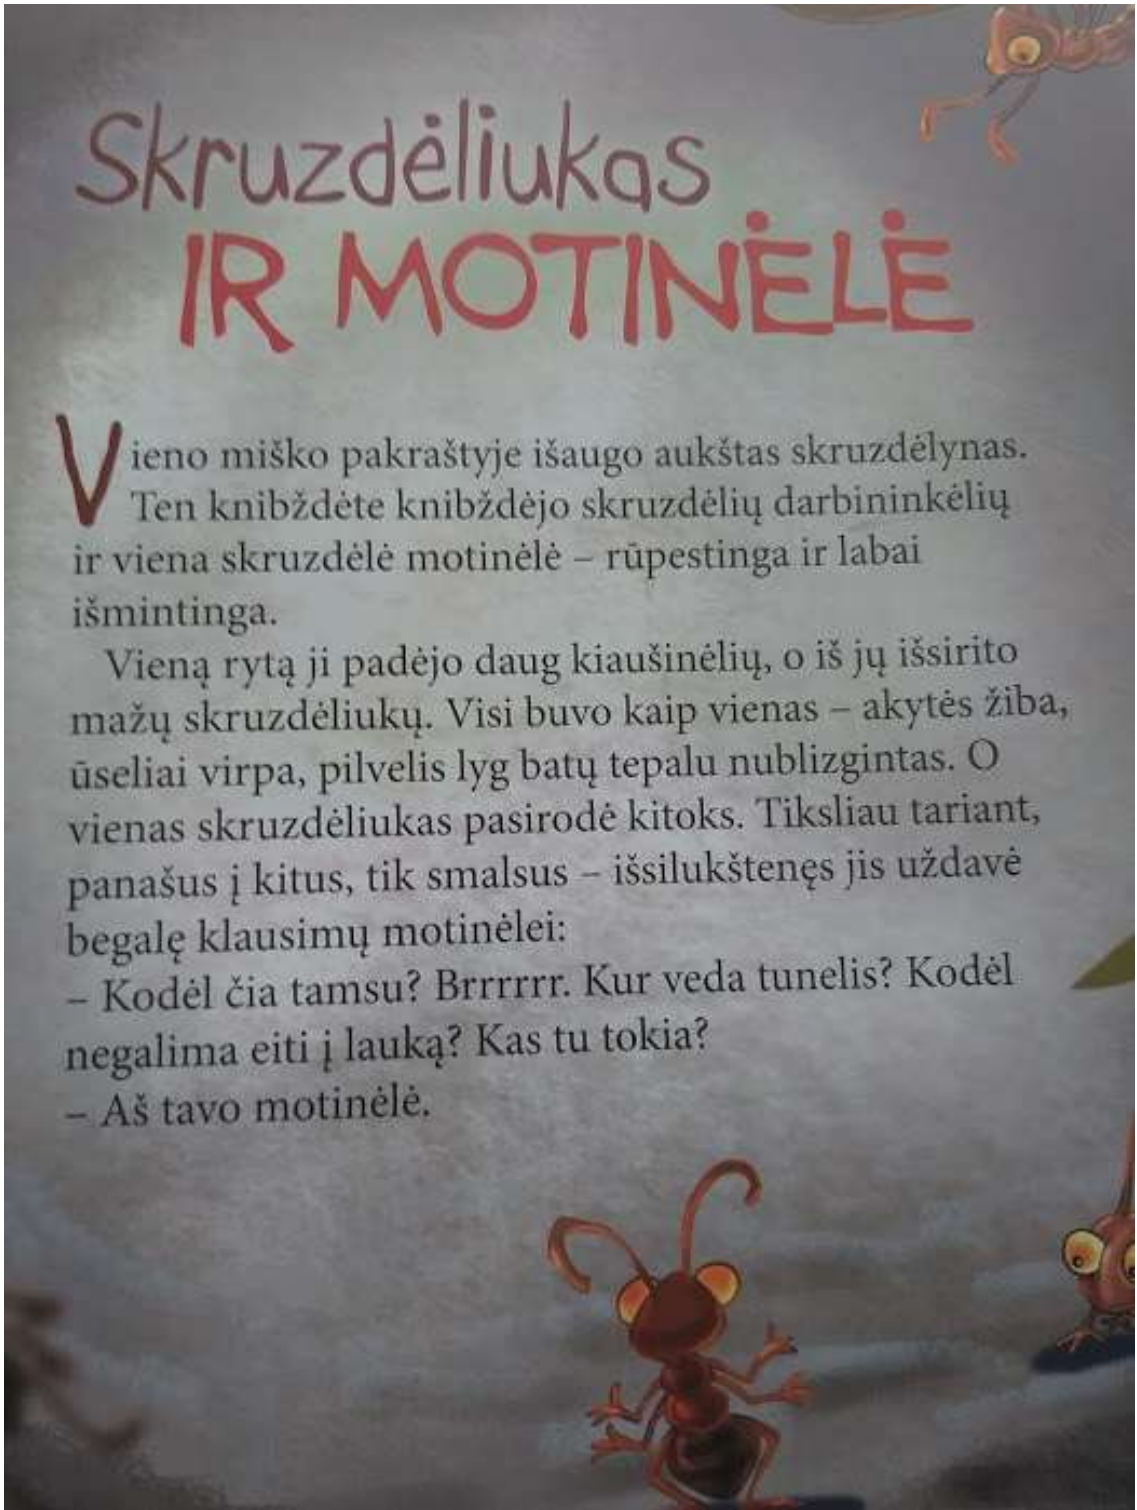 Skruzdėliukas
IR MOTINĖLĖ
Vieno miško pakraštyje išaugo aukštas skruzdėlynas.
Ten knibždėte knibždėjo skruzdėlių darbininkėlių
ir viena skruzdėlė motinėlė – rūpestinga ir labai
išmintinga.
Vieną rytą ji padėjo daug kiaušinėlių, o iš jų išsirito
mažų skruzdėliukų. Visi buvo kaip vienas – akytės žiba,
ūseliai virpa, pilvelis lyg batų tepalu nublizgintas. O
vienas skruzdėliukas pasirodė kitoks. Tiksliau tariant,
panašus į kitus, tik smalsus – išsilukštenęs jis uždavė
begalę klausimų motinėlei:
– Kodėl čia tamsu? Brrrrrr. Kur veda tunelis? Kodėl
negalima eiti į lauką? Kas tu tokia?
– Aš tavo motinėlė.